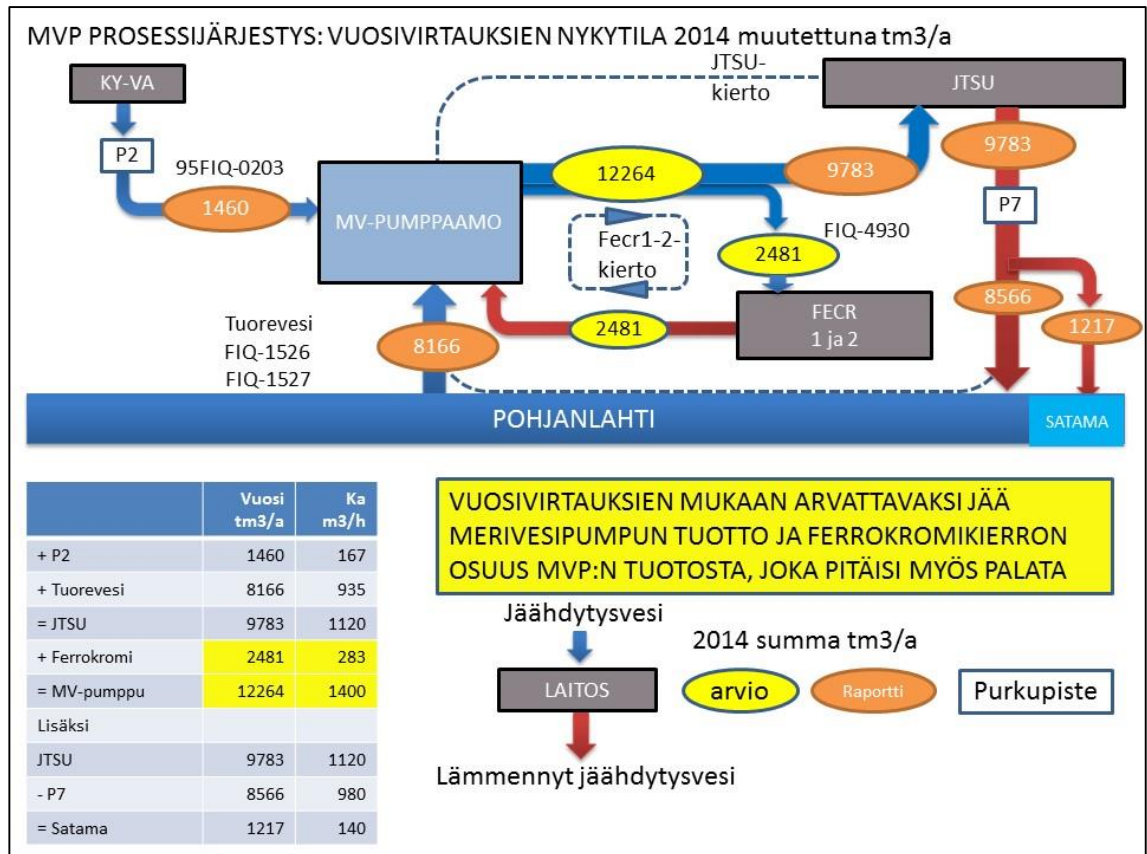 MVP PROSESSIJÄRJESTYS: VUOSIVIRTAUKSIEN NYKYTILA 2014 muutettuna tm3/a
KY-VA
JTSU-
kierto
JTSU
P2
95FIQ-0203
1460
MV-PUMPPAAMO
12264
9783
9783
P7
Fecr1-2-
kierto
FIQ-4930
2481
8566
1217
Tuorevesi
FIQ-1526
FIQ-1527
8166
2481
FECR
1 ja 2
POHJANLAHTI
SATAMA
Vuosi Ka
tm3/a m3/h
+ P2 1460 167
+ Tuorevesi 8166 935
= JTSU 9783 1120
+ Ferrokromi 2481 283
= MV-pumppu 12264 1400
Lisäksi
JTSU 9783 1120
- P7 8566 980
= Satama 1217 140
VUOSIVIRTAUKSIEN MUKAAN ARVATTAVAKSI JÄÄ
MERIVESIPUMPUN TUOTTO JA FERROKROMIKIERRON
OSUUS MVP:N TUOTOSTA, JOKA PITÄISI MYÖS PALATA
Jäähdytysvesi
2014 summa tm3/a
LAITOS
arvio
Raportti
Purkupiste
Lämmennyt jäähdytysvesi